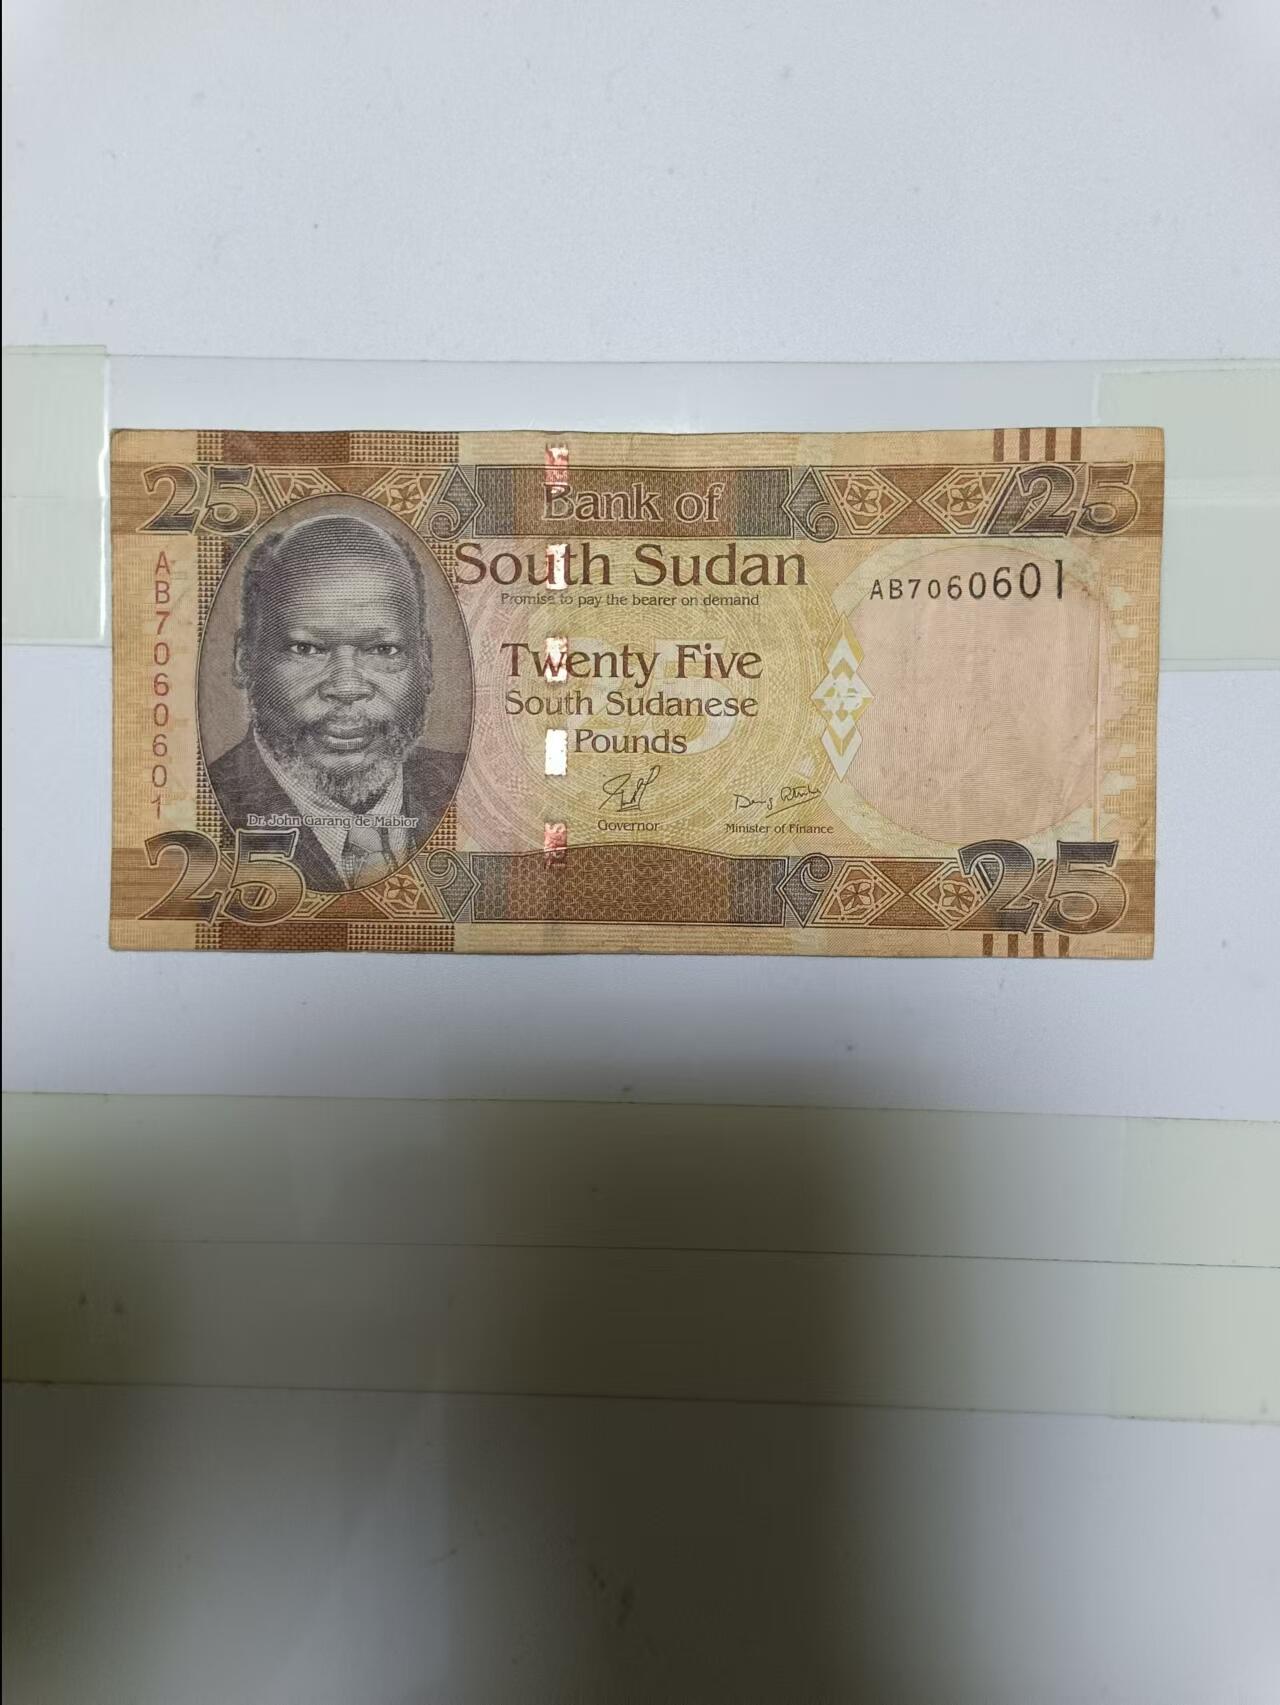 25
25
Bank of
South Sudan
Promise to pay the bearer on demand
AB7060601
AB7060601
Twenty Five
South Sudanese
Pounds
Dr. John Garang de Mabior
Governor
Minister of Finance
25
25